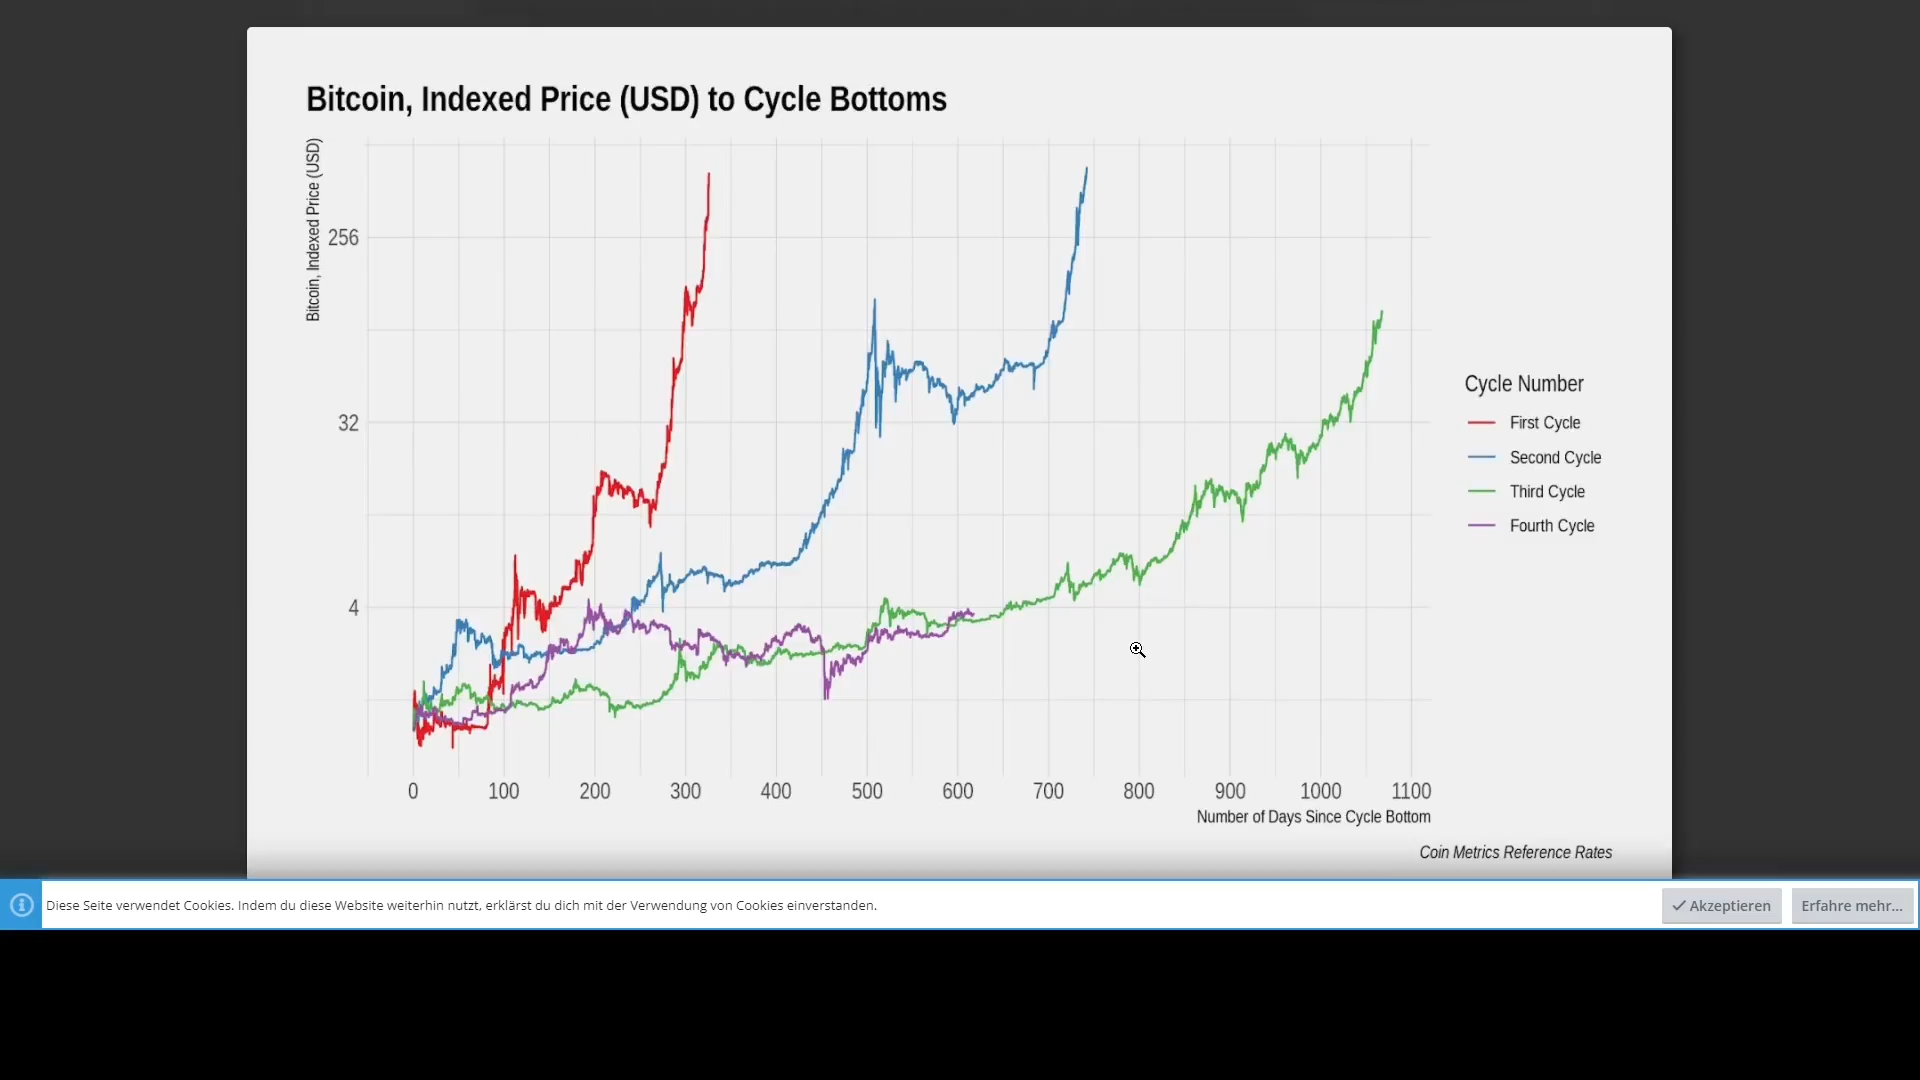 Bitcoin, Indexed Price (USD) to Cycle Bottoms
Bitcoin, Indexed Price (USD)
256
32
4
0 100 200 300 400 500 600 700 800 900 1000 1100
Number of Days Since Cycle Bottom
Cycle Number
First Cycle
Second Cycle
Third Cycle
Fourth Cycle
Coin Metrics Reference Rates
Diese Seite verwendet Cookies. Indem du diese Website weiterhin nutzt, erklärst du dich mit der Verwendung von Cookies einverstanden.
Akzeptieren
Erfahre mehr…